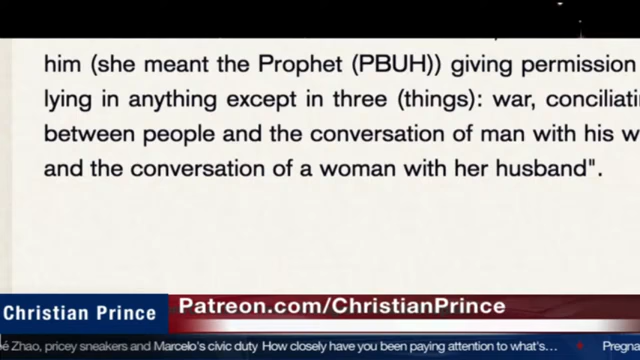 him (she meant the Prophet (PBUH)) giving permission
lying in anything except in three (things): war,
between people and the conversation of man with his
and the conversation of a woman with her husband".
Christian Prince
Patreon.com/ChristianPrince
Zhao, pricey sneakers and Marcelo's civic duty How closely have you been paying attention to what's…